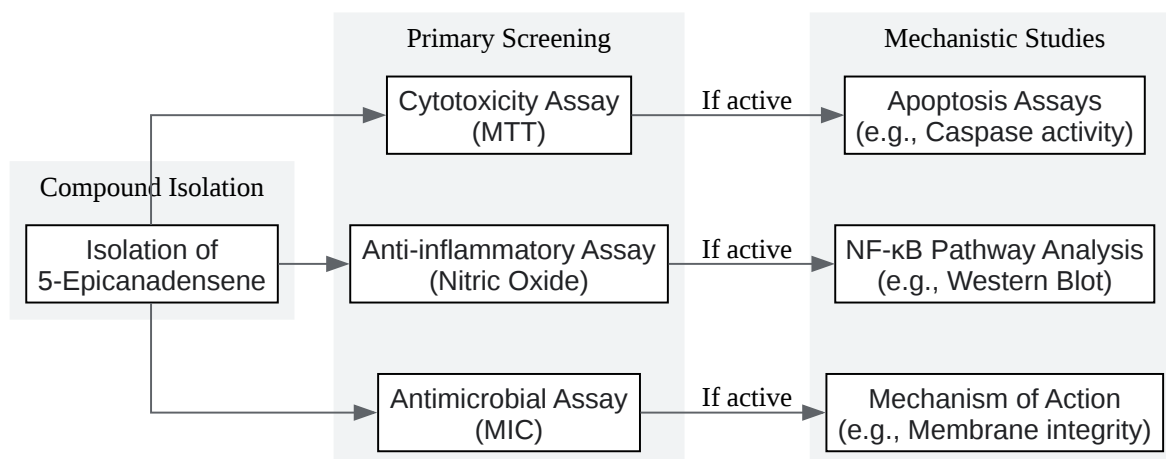 Primary Screening
Mechanistic Studies
Cytotoxicity Assay
(MTT)
If active
Apoptosis Assays
(e.g., Caspase activity)
Compound Isolation
Isolation of
5-Epicanadensene
Anti-inflammatory Assay
(Nitric Oxide)
If active
NF-κB Pathway Analysis
(e.g., Western Blot)
Antimicrobial Assay
(MIC)
If active
Mechanism of Action
(e.g., Membrane integrity)